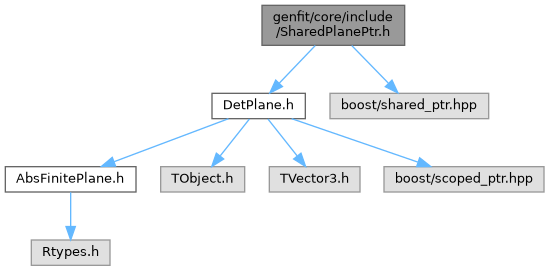 genfit/core/include
/SharedPlanePtr.h
DetPlane.h
boost/shared_ptr.hpp
AbsFinitePlane.h
TObject.h
TVector3.h
boost/scoped_ptr.hpp
Rtypes.h